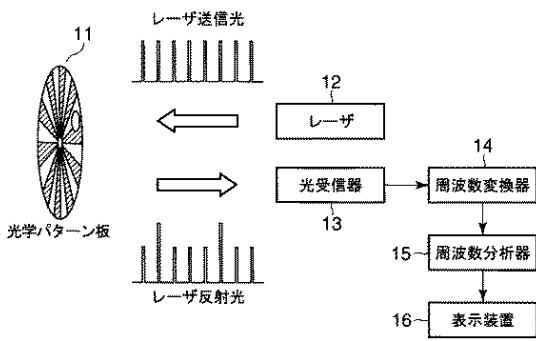 レーザ送信光
11
12
レーザ
14
光受信器
周波数変換器
13
光学パターン板
15
周波数分析器
レーザ反射光
16
表示装置